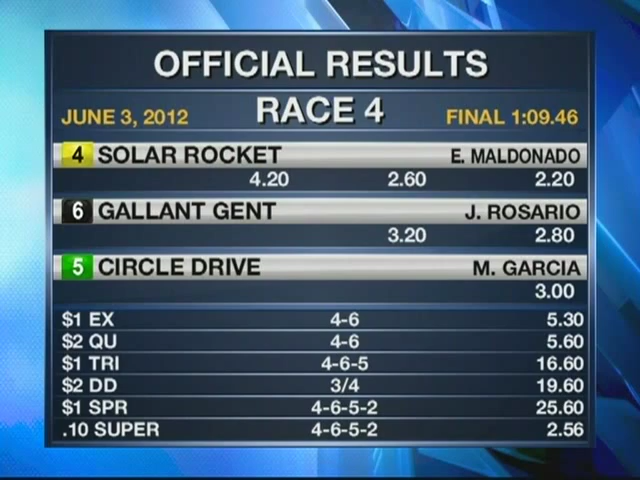 OFFICIAL RESULTS
JUNE 3, 2012 RACE 4 FINAL 1:09.46
4 SOLAR ROCKET E. MALDONADO
4.20 2.60 2.20
6 GALLANT GENT J. ROSARIO
3.20 2.80
5 CIRCLE DRIVE M. GARCIA
3.00
$1 EX 4-6 5.30
$2 QU 4-6 5.60
$1 TRI 4-6-5 16.60
$2 DD 3/4 19.60
$1 SPR 4-6-5-2 25.60
.10 SUPER 4-6-5-2 2.56